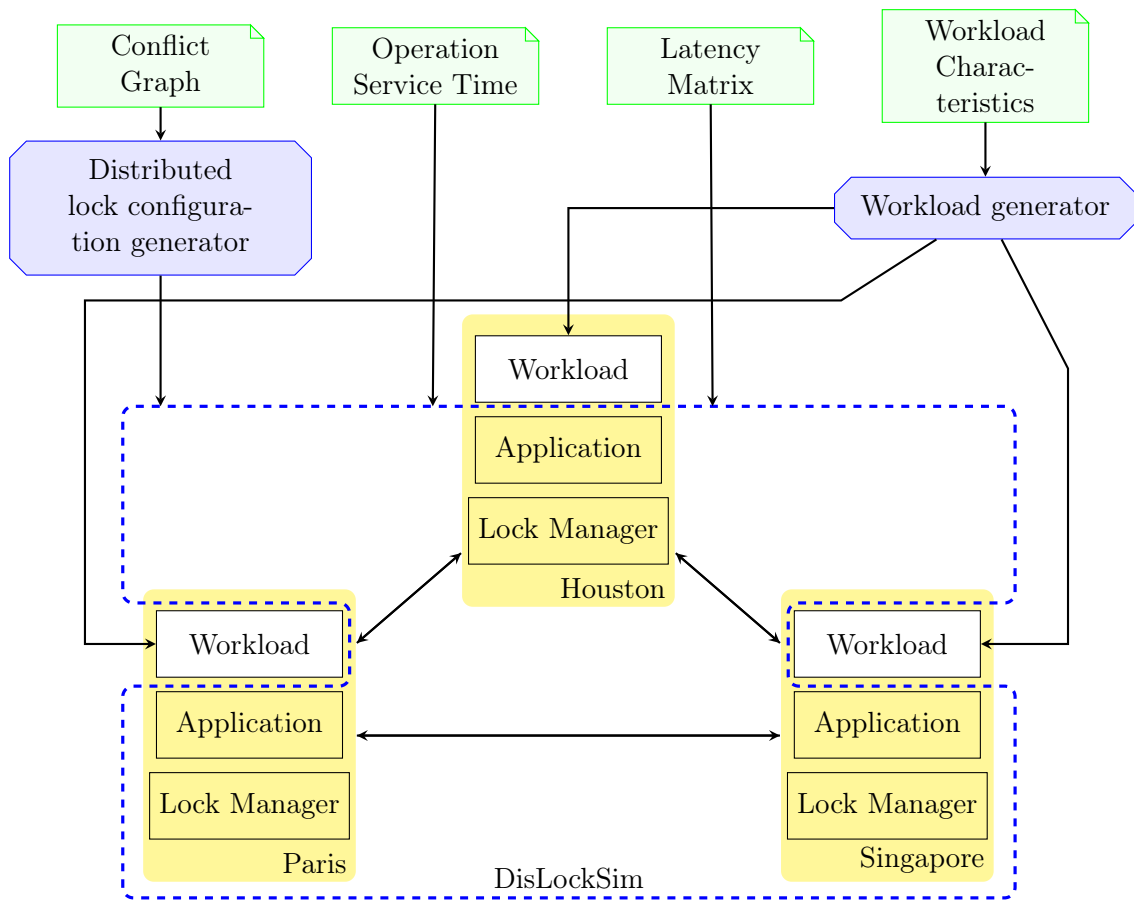 Conflict
Graph
Operation
Service Time
Latency
Matrix
Workload
Charac-
teristics
Distributed
lock configura-
tion generator
Workload generator
Workload
Application
Lock Manager
Houston
Workload
Application
Lock Manager
Paris
Workload
Application
Lock Manager
Singapore
DisLockSim